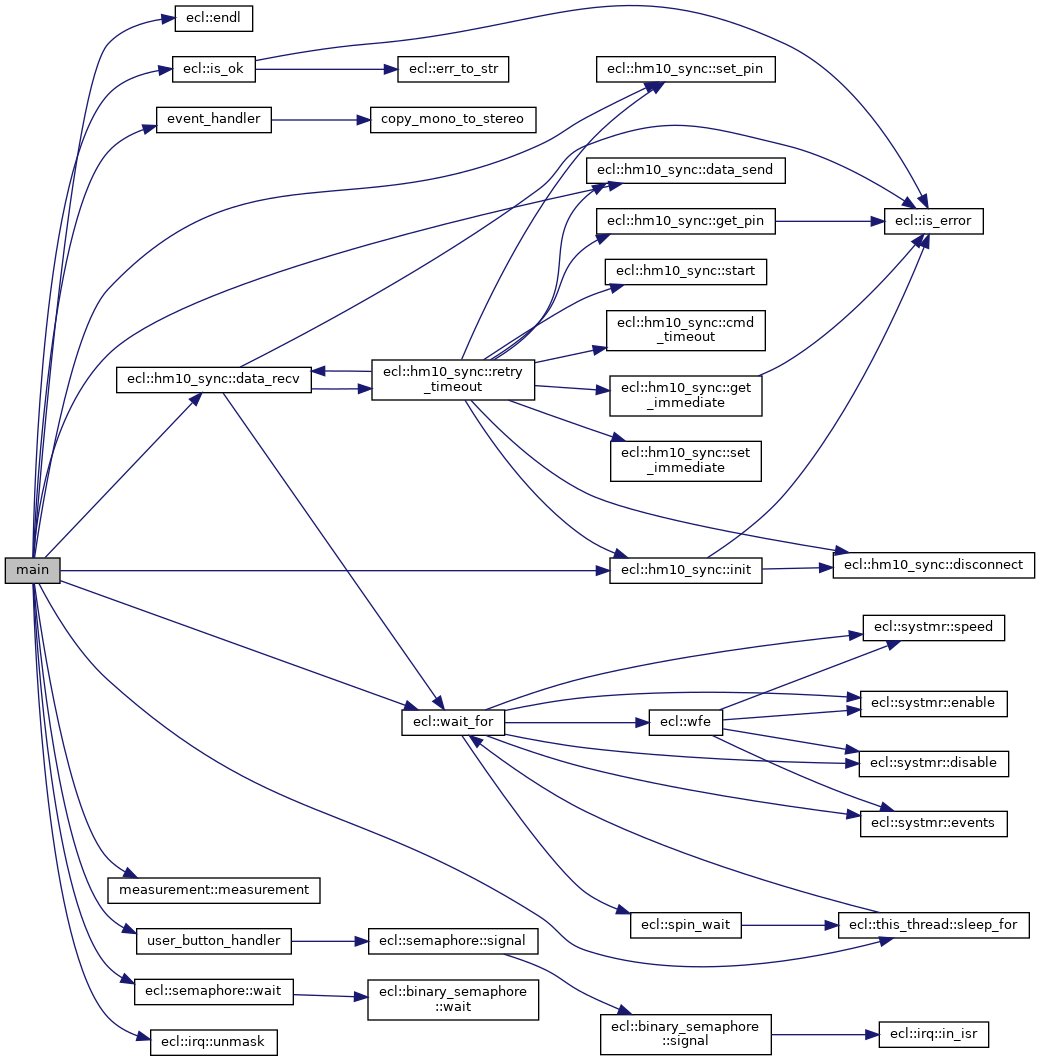 ecl::endl
ecl::is_ok
ecl::err_to_str
ecl::hm10_sync::set_pin
event_handler
copy_mono_to_stereo
ecl::hm10_sync::data_send
ecl::hm10_sync::get_pin
ecl::is_error
ecl::hm10_sync::start
ecl::hm10_sync::cmd
_timeout
ecl::hm10_sync::data_recv
ecl::hm10_sync::retry
_timeout
ecl::hm10_sync::get
_immediate
ecl::hm10_sync::set
_immediate
main
ecl::hm10_sync::init
ecl::hm10_sync::disconnect
ecl::systmr::speed
ecl::systmr::enable
ecl::wait_for
ecl::wfe
ecl::systmr::disable
ecl::systmr::events
measurement::measurement
ecl::spin_wait
ecl::this_thread::sleep_for
user_button_handler
ecl::semaphore::signal
ecl::semaphore::wait
ecl::binary_semaphore
::wait
ecl::binary_semaphore
::signal
ecl::irq::in_isr
ecl::irq::unmask